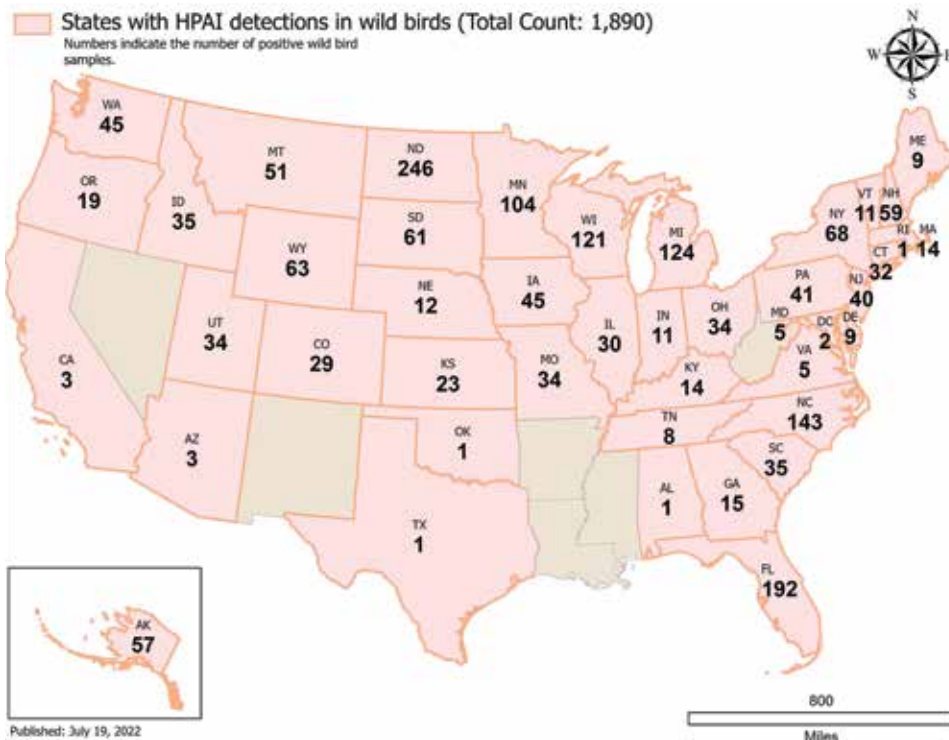 States with HPAI detections in wild birds (Total Count: 1,890)
Numbers indicate the number of positive wild bird
samples.
N
W
E
S
WA
45
OR
19
ID
35
MT
51
ND
246
MN
104
SD
61
WI
121
MI
124
WY
63
NE
12
IA
45
UT
34
CO
29
KS
23
MO
34
IL
30
IN
11
OH
34
CA
3
AZ
3
OK
1
TX
1
KY
14
TN
8
AL
1
GA
15
SC
35
NC
143
VA
5
FL
192
PA
41
NJ
40
MD
5
DC
2
DE
9
NY
68
VT
11
NH
59
ME
9
RI
1
MA
14
CT
32
AK
57
Published: July 19, 2022
800
Miles